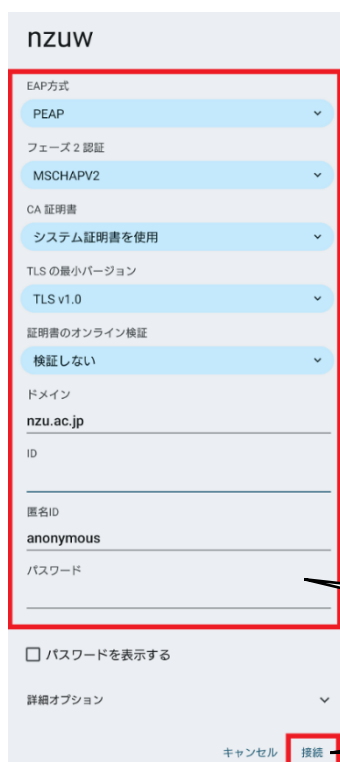 nzuw
EAP方式
PEAP
フェーズ 2 認証
MSCHAPV2
CA 証明書
システム証明書を使用
TLS の最小バージョン
TLS v1.0
証明書のオンライン検証
検証しない
ドメイン
nzu.ac.jp
ID
匿名ID
anonymous
パスワード
パスワードを表示する
詳細オプション
キャンセル 接続